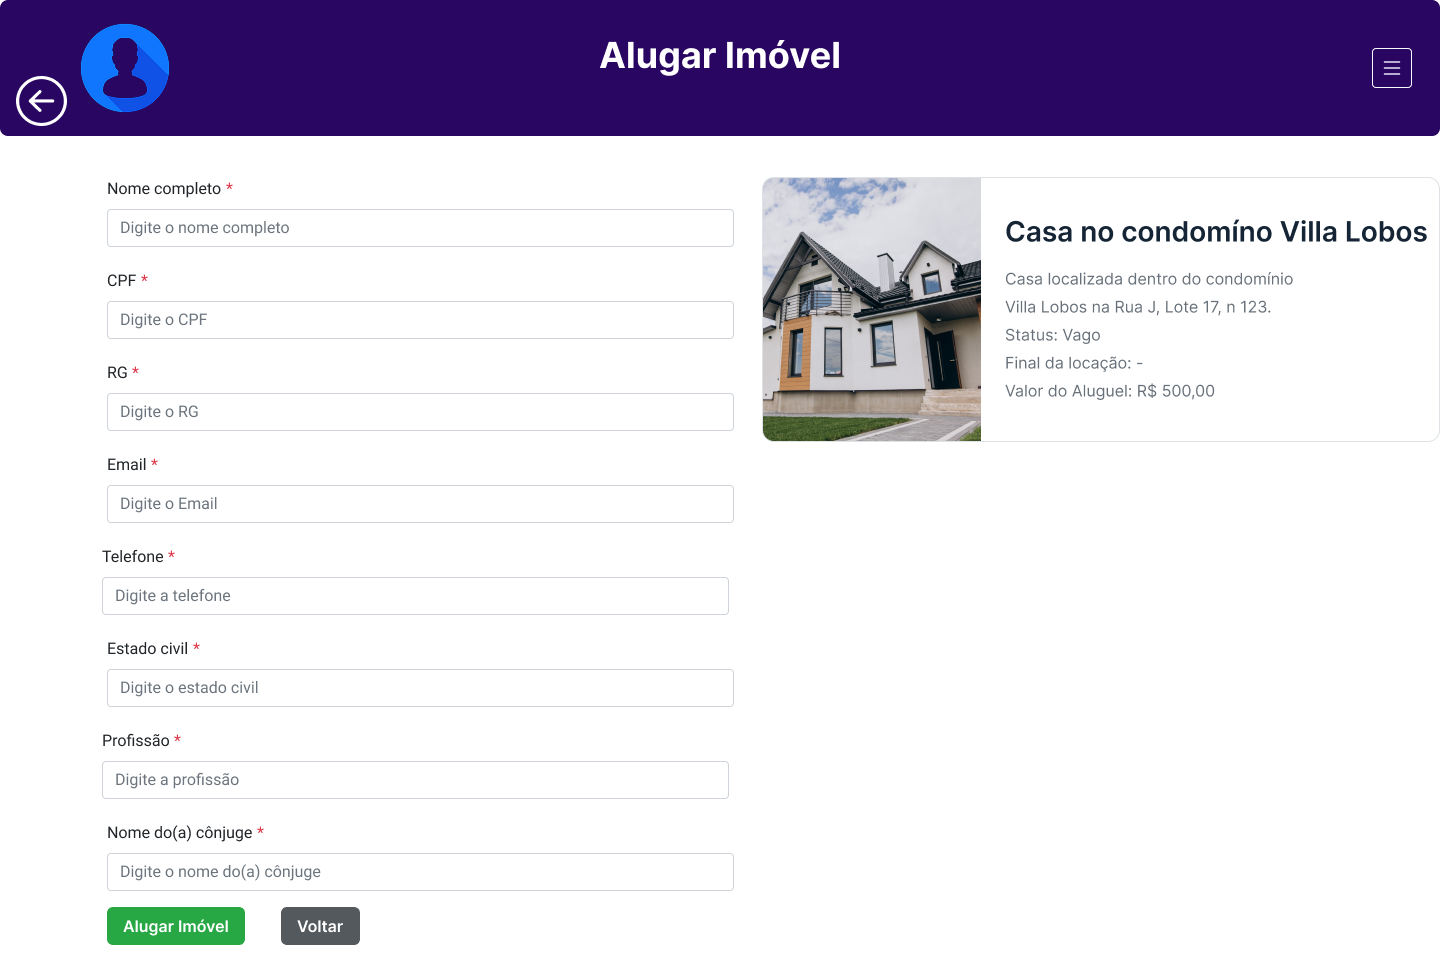 Alugar Imóvel
Nome completo *
Digite o nome completo
CPF *
Digite o CPF
RG *
Digite o RG
Email *
Digite o Email
Telefone *
Digite a telefone
Estado civil *
Digite o estado civil
Profissão *
Digite a profissão
Nome do(a) cônjuge *
Digite o nome do(a) cônjuge
Alugar Imóvel
Voltar
Casa no condomíno Villa Lobos
Casa localizada dentro do condomínio
Villa Lobos na Rua J, Lote 17, n 123.
Status: Vago
Final da locação: -
Valor do Aluguel: R$ 500,00